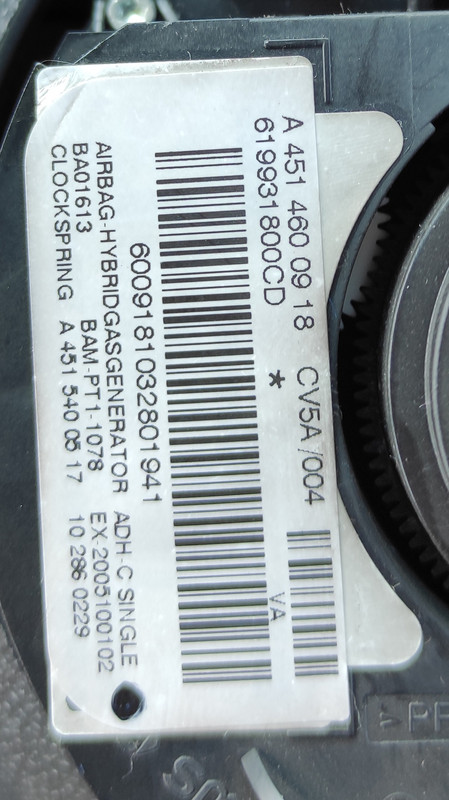 A 451 460 09 18 CV5A /004
619931800CD *
VA
6009181032801941
AIRBAG-HYBRIDGASGENERATOR ADH-C SINGLE
BA01613 BAM-PT1-1078 EX 2005100102
CLOCKSPRING A 451 540 05 17 10 286 0229